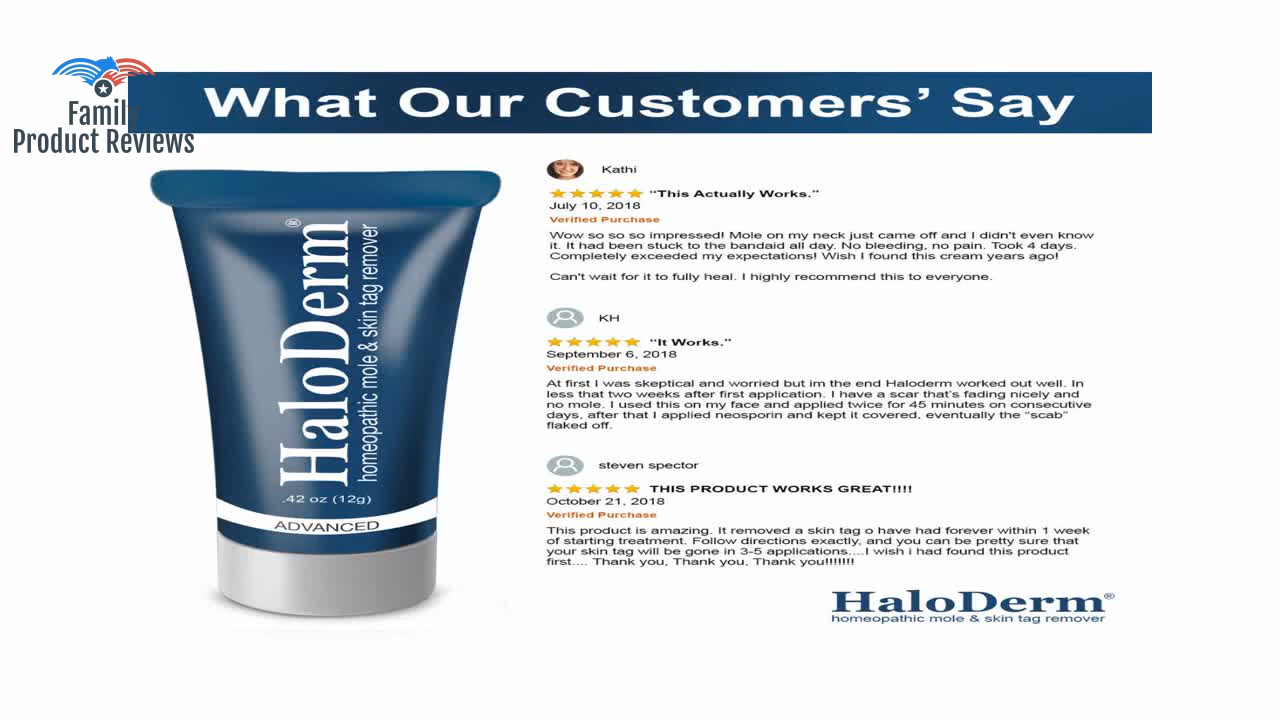 Family
Product Reviews
What Our Customers’ Say
HaloDerm®
homeopathic mole & skin tag remover
.42 oz (12g)
ADVANCED
Kathi
“This Actually Works.”
July 10, 2018
Verified Purchase
Wow so so so impressed! Mole on my neck just came off and I didn't even know
it. It had been stuck to the bandaid all day. No bleeding, no pain. Took 4 days.
Completely exceeded my expectations! Wish I found this cream years ago!
Can't wait for it to fully heal. I highly recommend this to everyone.
KH
“It Works.”
September 6, 2018
Verified Purchase
At first I was skeptical and worried but im the end Haloderm worked out well. In
less that two weeks after first application. I have a scar that's fading nicely and
no mole. I used this on my face and applied twice for 45 minutes on consecutive
days, after that I applied neosporin and kept it covered, eventually the “scab”
flaked off.
steven spector
THIS PRODUCT WORKS GREAT!!!!
October 21, 2018
Verified Purchase
This product is amazing. It removed a skin tag o have had forever within 1 week
of starting treatment. Follow directions exactly, and you can be pretty sure that
your skin tag will be gone in 3-5 applications....I wish i had found this product
first.... Thank you, Thank you, Thank you!!!!!!!
HaloDerm®
homeopathic mole & skin tag remover